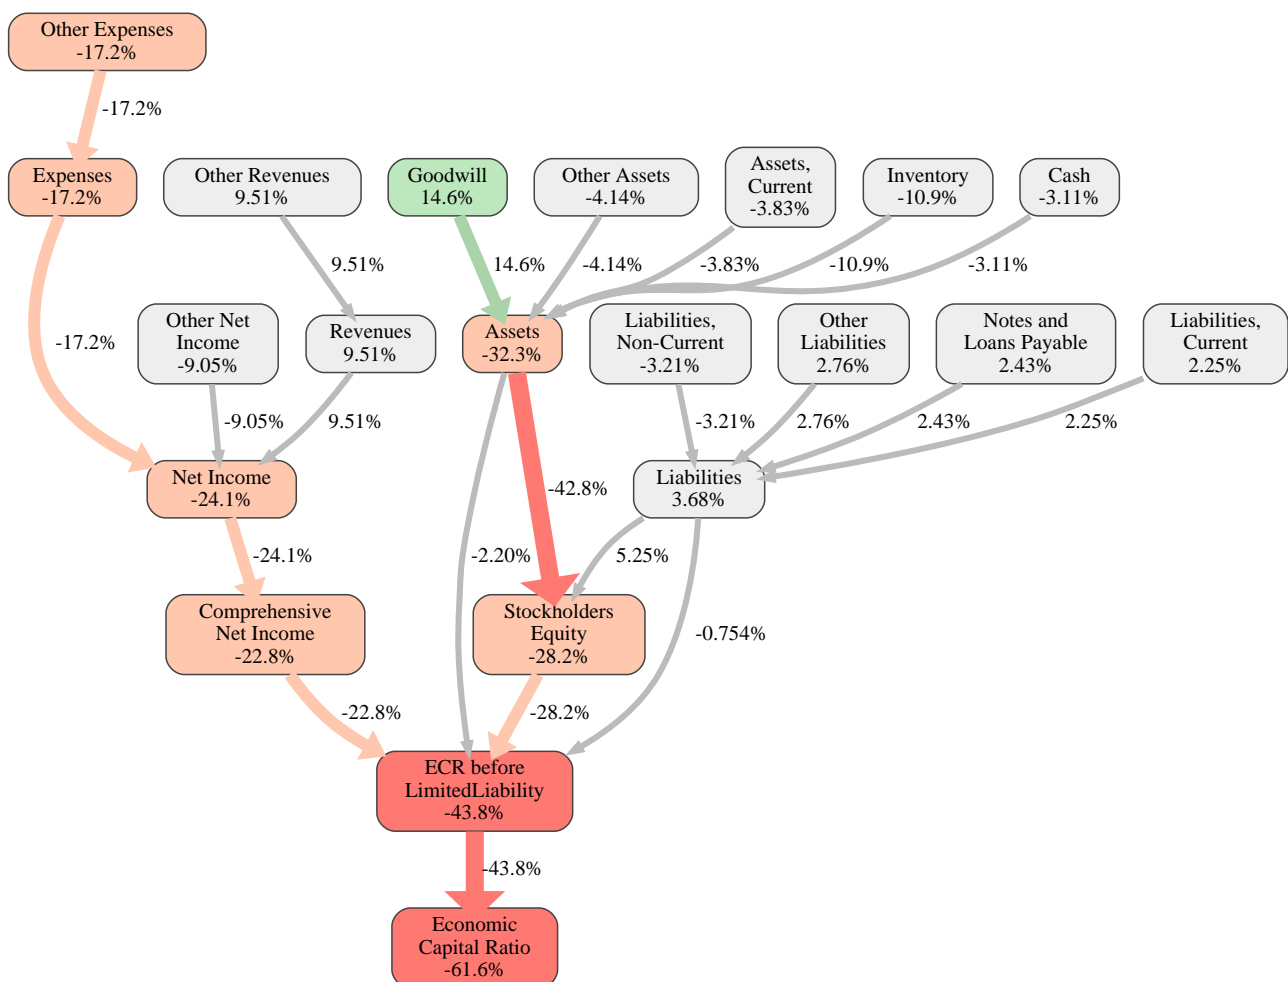 Other Expenses
-17.2%
-17.2%
Expenses
-17.2%
Other Revenues
9.51%
Goodwill
14.6%
Other Assets
-4.14%
Assets,
Current
-3.83%
Inventory
-10.9%
Cash
-3.11%
9.51%
14.6%
-4.14%
-3.83%
-10.9%
-3.11%
-17.2%
Other Net
Income
-9.05%
Revenues
9.51%
Assets
-32.3%
Liabilities,
Non-Current
-3.21%
Other
Liabilities
2.76%
Notes and
Loans Payable
2.43%
Liabilities,
Current
2.25%
-9.05%
9.51%
-3.21%
2.76%
2.43%
2.25%
Net Income
-24.1%
-42.8%
Liabilities
3.68%
-24.1%
-2.20%
5.25%
Comprehensive
Net Income
-22.8%
Stockholders
Equity
-28.2%
-0.754%
-22.8%
-28.2%
ECR before
LimitedLiability
-43.8%
-43.8%
Economic
Capital Ratio
-61.6%